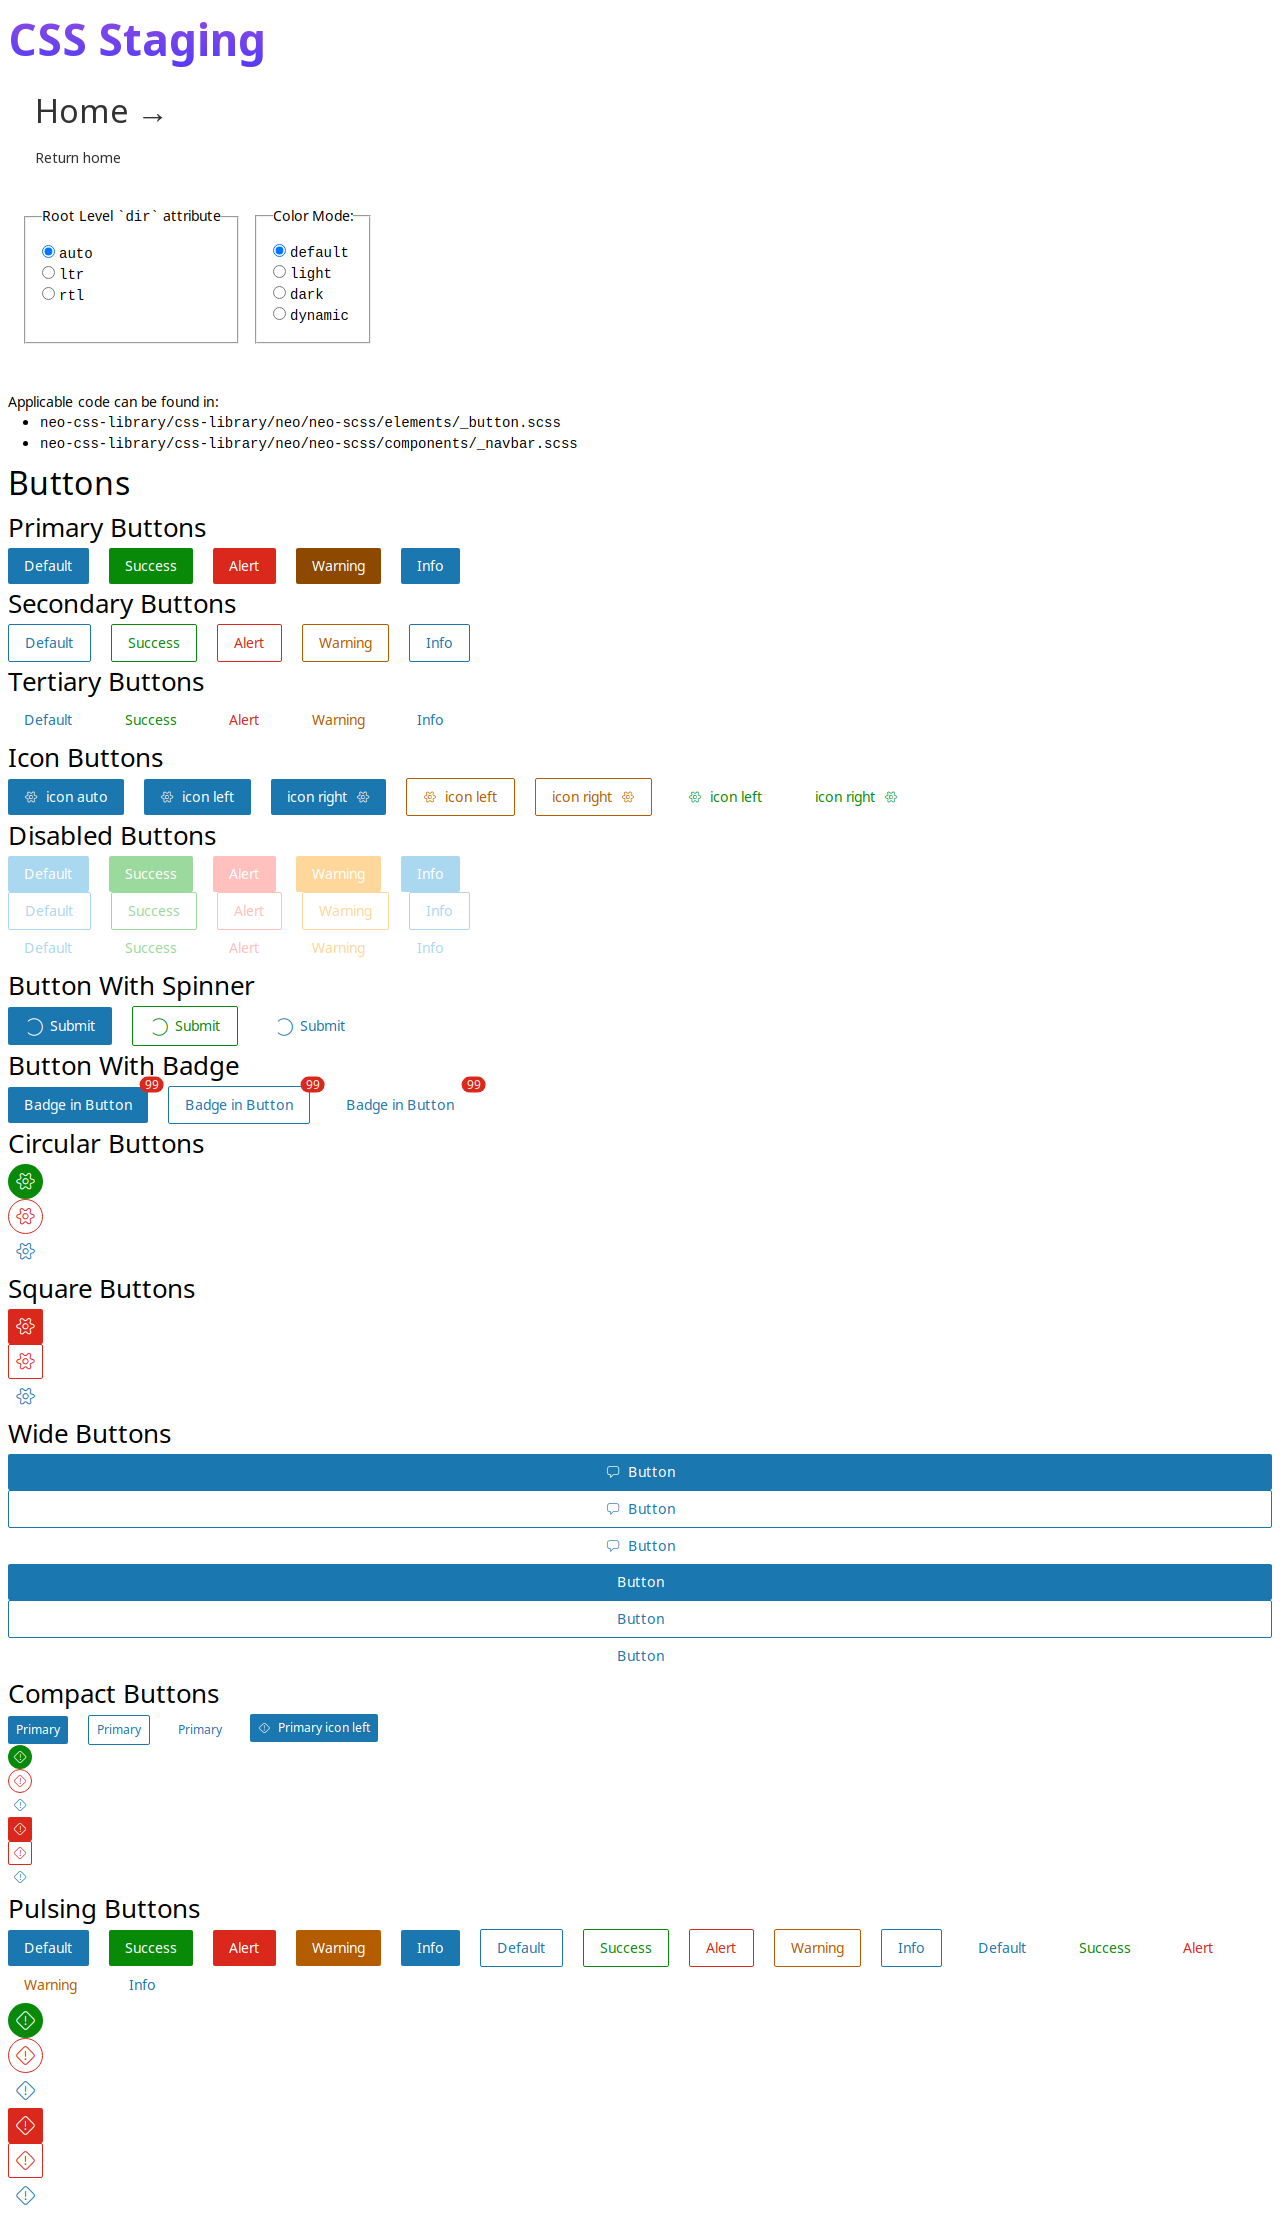 CSS Staging
Home →
Return home
Root Level `dir` attribute
auto
ltr
rtl
Color Mode:
default
light
dark
dynamic
Applicable code can be found in:
neo-css-library/css-library/neo/neo-scss/elements/_button.scss
neo-css-library/css-library/neo/neo-scss/components/_navbar.scss
Buttons
Primary Buttons
Default Success Alert Warning Info
Secondary Buttons
Default Success Alert Warning Info
Tertiary Buttons
Default Success Alert Warning Info
Icon Buttons
icon auto icon left icon right icon left icon right icon left icon right
Disabled Buttons
Default Success Alert Warning Info
Default Success Alert Warning Info
Default Success Alert Warning Info
Button With Spinner
Submit Submit Submit
Button With Badge
99 99 99
Badge in Button Badge in Button Badge in Button
Circular Buttons
Square Buttons
Wide Buttons
Button
Button
Button
Button
Button
Button
Compact Buttons
Primary Primary Primary Primary icon left
Pulsing Buttons
Default Success Alert Warning Info Default Success Alert Warning Info Default Success Alert
Warning Info